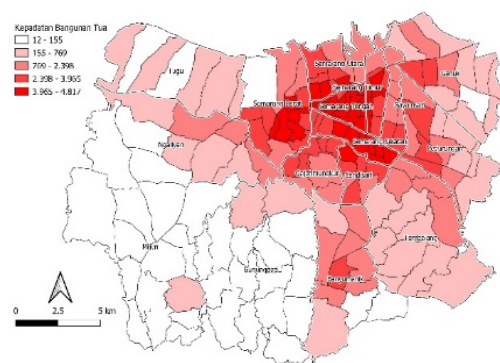 Kepadatan Bangunan Tua
12 - 155
155 - 769
769 - 2.398
2.398 - 3.965
3.965 - 4.817
Tugu
Semarang Utara
Genuk
Semarang Timur
Semarang Barat
Semarang Tengah
Gayamsari
Ngaliyan
Semarang Selatan
Pedurungan
Gajahmungkur
Candisari
Tembalang
Mijen
Gunungpati
Banyumanik
0 2.5 5 km